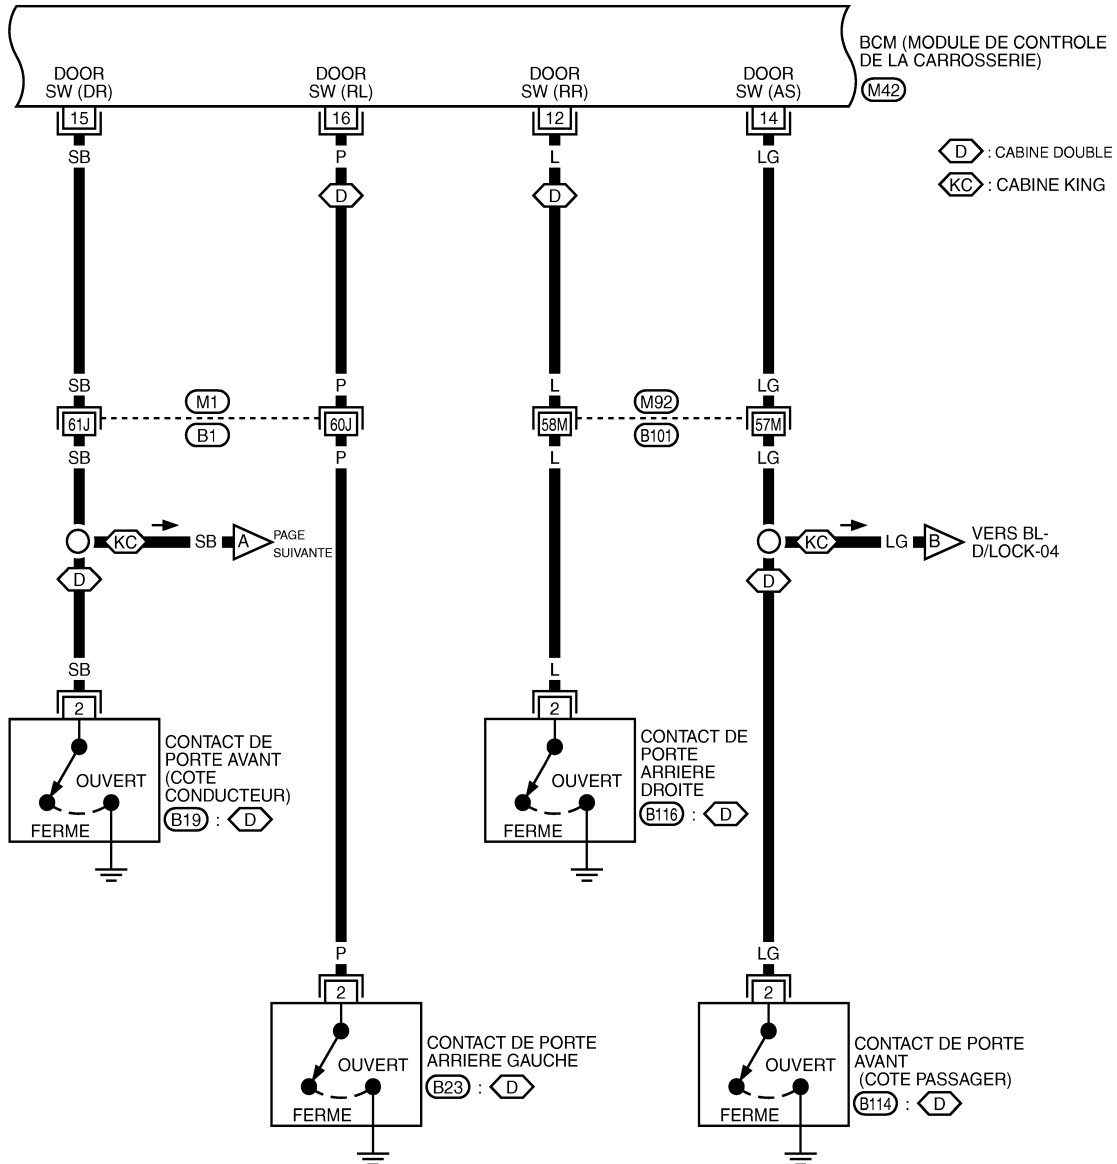 BCM (MODULE DE CONTROLE
DE LA CARROSSERIE)
M42
DOOR
SW (DR)
DOOR
SW (RL)
DOOR
SW (RR)
DOOR
SW (AS)
15
16
12
14
SB
P
L
LG
D : CABINE DOUBLE
KC : CABINE KING
D
D
SB
P
L
LG
M1
M92
61J
60J
58M
57M
B1
B101
SB
P
L
LG
KC
SB
A
PAGE
SUIVANTE
KC
LG
B
VERS BL-
D/LOCK-04
D
D
SB
L
2
2
CONTACT DE
PORTE AVANT
(COTE
CONDUCTEUR)
B19 : D
OUVERT
FERME
CONTACT DE
PORTE
ARRIERE
DROITE
B116 : D
OUVERT
FERME
P
LG
2
2
CONTACT DE PORTE
ARRIERE GAUCHE
B23 : D
OUVERT
FERME
CONTACT DE PORTE
AVANT
(COTE PASSAGER)
B114 : D
OUVERT
FERME